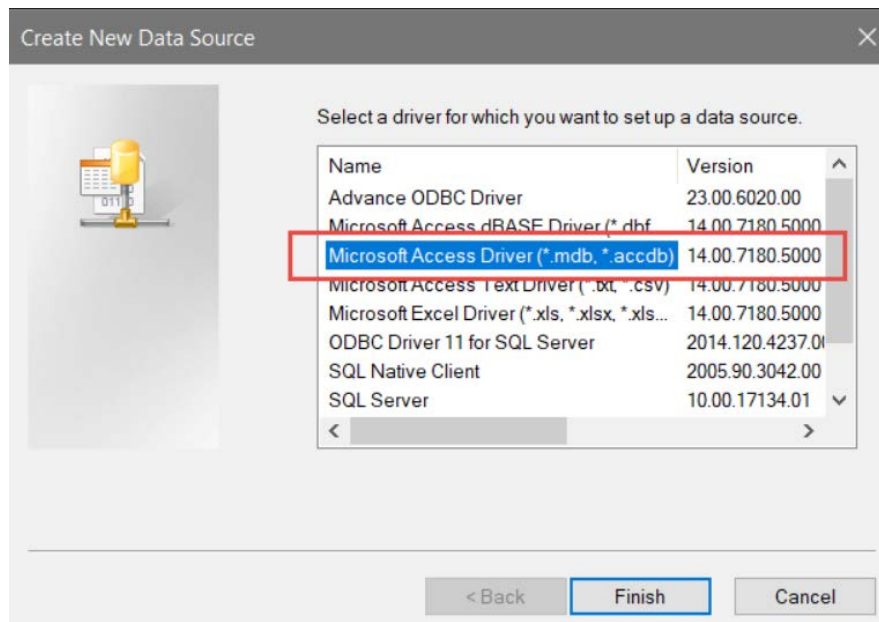 Create New Data Source
Select a driver for which you want to set up a data source.
Name Version
Advance ODBC Driver 23.00.6020.00
Microsoft Access dBASE Driver (*.dbf 14.00.7180.5000
Microsoft Access Driver (*.mdb, *.accdb) 14.00.7180.5000
Microsoft Access Text Driver (*.txt, *.csv) 14.00.7180.5000
Microsoft Excel Driver (*.xls, *.xlsx, *.xls... 14.00.7180.5000
ODBC Driver 11 for SQL Server 2014.120.4237.0
SQL Native Client 2005.90.3042.00
SQL Server 10.00.17134.01
< Back Finish Cancel